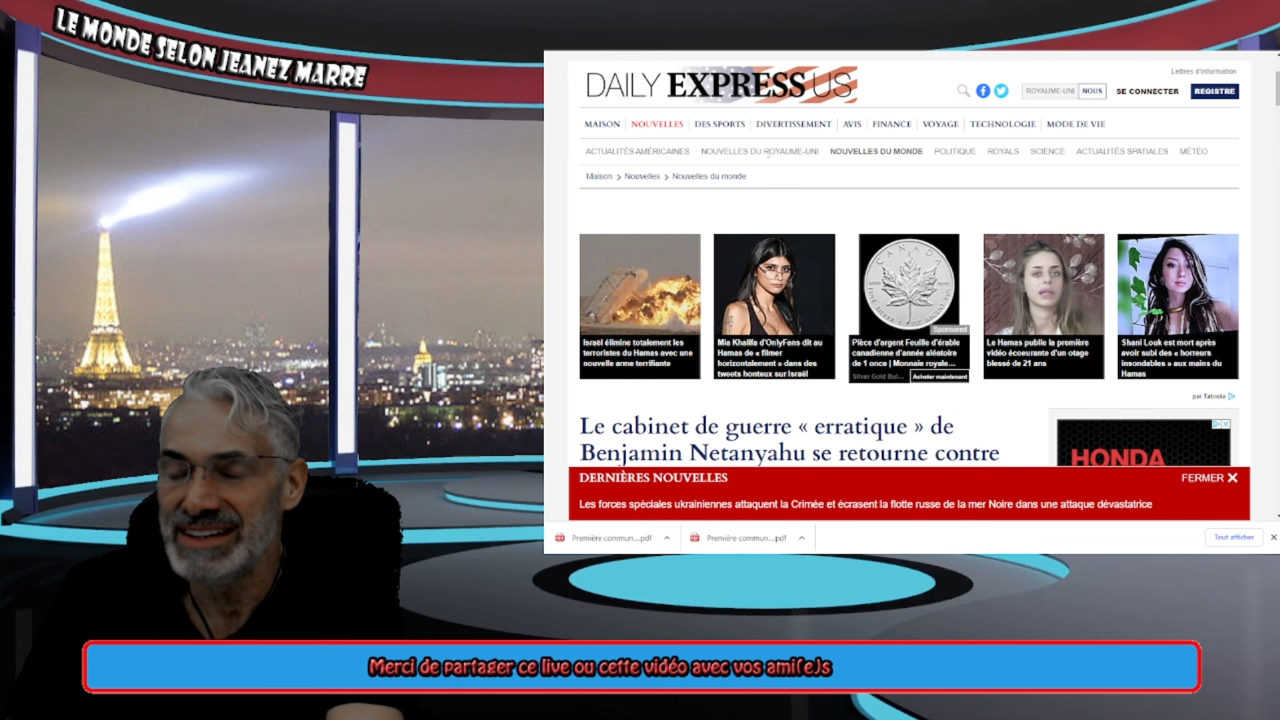 LE MONDE SELON JEANEZ MARRE
Lettres d'information
DAILY EXPRESS US
ROYAUME-UNI NOUS SE CONNECTER REGISTRE
MAISON NOUVELLES DES SPORTS DIVERTISSEMENT AVIS FINANCE VOYAGE TECHNOLOGIE MODE DE VIE
ACTUALITÉS AMÉRICAINES NOUVELLES DU ROYAUME-UNI NOUVELLES DU MONDE POLITIQUE ROYALS SCIENCE ACTUALITÉS SPATIALES MÉTÉO
Maison > Nouvelles > Nouvelles du monde
Israël élimine totalement les
terroristes du Hamas avec une
nouvelle arme terrifiante
Mia Khalifa d'OnlyFans dit au
Hamas de « filmer
horizontalement » dans des
tweets honteux sur Israël
CANADA
Sponsored
Pièce d'argent Feuille d'érable
canadienne d'année aléatoire
de 1 once | Monnaie royale...
Silver Gold Bul... Acheter maintenant
Le Hamas publie la première
vidéo écoeurante d'un otage
blessé de 21 ans
Shani Louk est mort après
avoir subi des « horreurs
insondables » aux mains du
Hamas
par Taboola
Le cabinet de guerre « erratique » de
Benjamin Netanyahu se retourne contre
HONDA
DERNIÈRES NOUVELLES
FERMER X
Les forces spéciales ukrainiennes attaquent la Crimée et écrasent la flotte russe de la mer Noire dans une attaque dévastatrice
Première commun....pdf
Première commun....pdf
Tout afficher
Merci de partager ce live ou cette vidéo avec vos ami(e)s